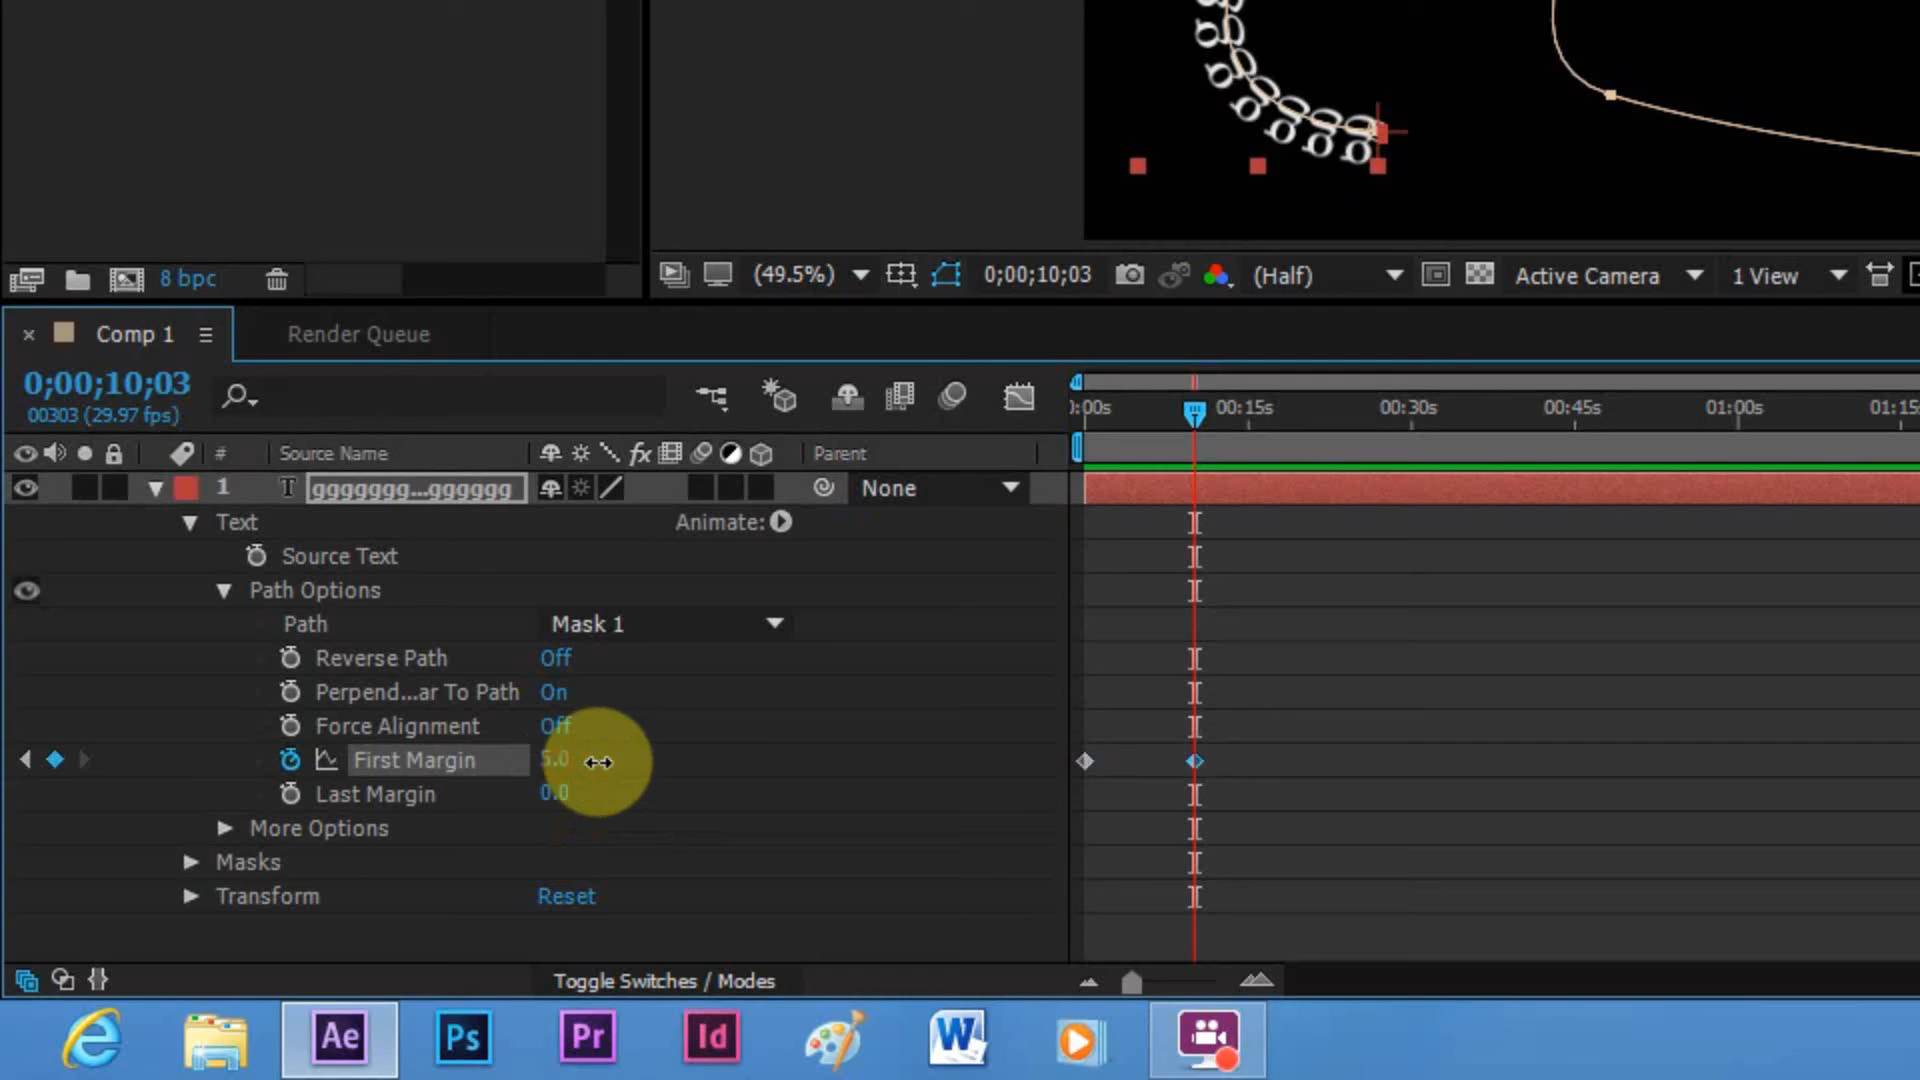 g g g g g g g g
8 bpc
(49.5%) 0;00;10;03 (Half) Active Camera 1 View
× Comp 1 Render Queue
0;00;10;03
00303 (29.97 fps)
0:00s 00:15s 00:30s 00:45s 01:00s 01:15
# Source Name fx Parent
1 T ggggggg...gggggg None
Text Animate:
Source Text
Path Options
Path Mask 1
Reverse Path Off
Perpend...ar To Path On
Force Alignment Off
First Margin 5.0
Last Margin 0.0
More Options
Masks
Transform Reset
Toggle Switches / Modes
Ae Ps Pr Id W